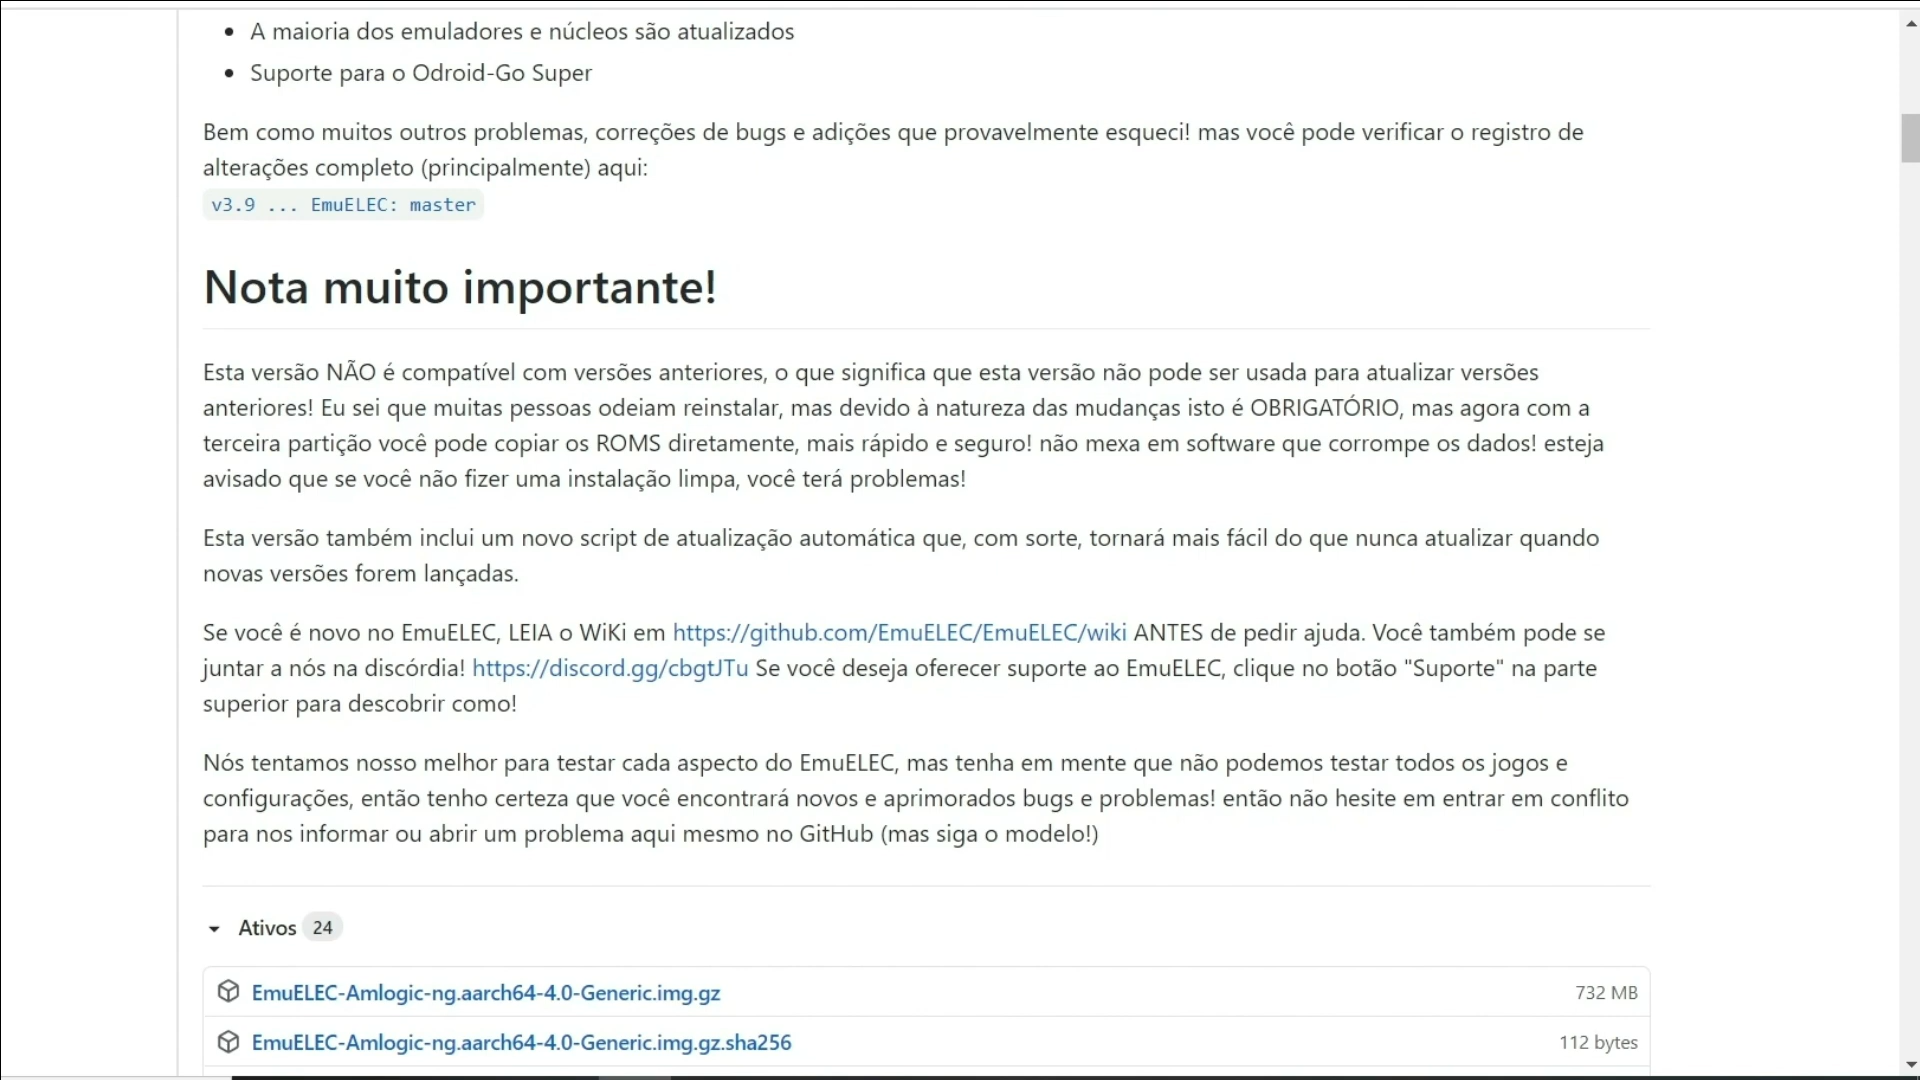 A maioria dos emuladores e núcleos são atualizados
Suporte para o Odroid-Go Super
Bem como muitos outros problemas, correções de bugs e adições que provavelmente esqueci! mas você pode verificar o registro de
alterações completo (principalmente) aqui:
v3.9 ... EmuELEC: master
Nota muito importante!
Esta versão NÃO é compatível com versões anteriores, o que significa que esta versão não pode ser usada para atualizar versões
anteriores! Eu sei que muitas pessoas odeiam reinstalar, mas devido à natureza das mudanças isto é OBRIGATÓRIO, mas agora com a
terceira partição você pode copiar os ROMS diretamente, mais rápido e seguro! não mexa em software que corrompe os dados! esteja
avisado que se você não fizer uma instalação limpa, você terá problemas!
Esta versão também inclui um novo script de atualização automática que, com sorte, tornará mais fácil do que nunca atualizar quando
novas versões forem lançadas.
Se você é novo no EmuELEC, LEIA o WiKi em https://github.com/EmuELEC/EmuELEC/wiki ANTES de pedir ajuda. Você também pode se
juntar a nós na discórdia! https://discord.gg/cbgtJTu Se você deseja oferecer suporte ao EmuELEC, clique no botão "Suporte" na parte
superior para descobrir como!
Nós tentamos nosso melhor para testar cada aspecto do EmuELEC, mas tenha em mente que não podemos testar todos os jogos e
configurações, então tenho certeza que você encontrará novos e aprimorados bugs e problemas! então não hesite em entrar em conflito
para nos informar ou abrir um problema aqui mesmo no GitHub (mas siga o modelo!)
Ativos 24
EmuELEC-Amlogic-ng.aarch64-4.0-Generic.img.gz 732 MB
EmuELEC-Amlogic-ng.aarch64-4.0-Generic.img.gz.sha256 112 bytes